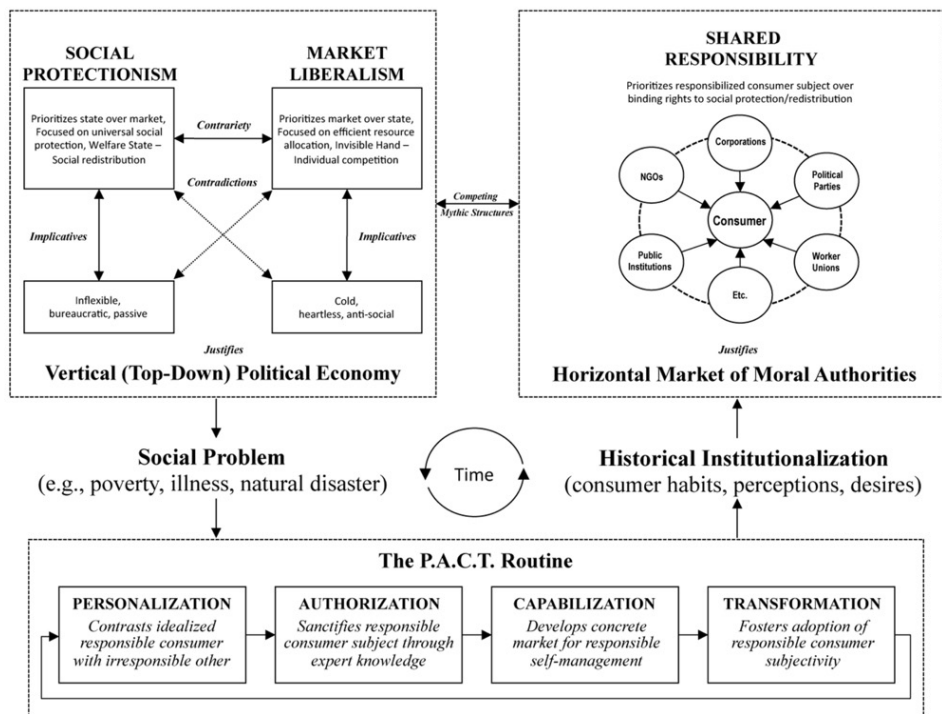 SOCIAL
PROTECTIONISM
MARKET
LIBERALISM
Prioritizes state over market,
Focused on universal social
protection, Welfare State –
Social redistribution
Contrariety
Prioritizes market over state,
Focused on efficient resource
allocation, Invisible Hand –
Individual competition
Contradictions
Implicatives
Implicatives
Inflexible,
bureaucratic, passive
Cold,
heartless, anti-social
Justifies
Vertical (Top-Down) Political Economy
Competing
Mythic Structures
SHARED
RESPONSIBILITY
Prioritizes responsibilized consumer subject over
binding rights to social protection/redistribution
Corporations
NGOs
Political
Parties
Consumer
Public
Institutions
Worker
Unions
Etc.
Justifies
Horizontal Market of Moral Authorities
Social Problem
(e.g., poverty, illness, natural disaster)
Time
Historical Institutionalization
(consumer habits, perceptions, desires)
The P.A.C.T. Routine
PERSONALIZATION
Contrasts idealized
responsible consumer
with irresponsible other
AUTHORIZATION
Sanctifies responsible
consumer subject through
expert knowledge
CAPABILIZATION
Develops concrete
market for responsible
self-management
TRANSFORMATION
Fosters adoption of
responsible consumer
subjectivity